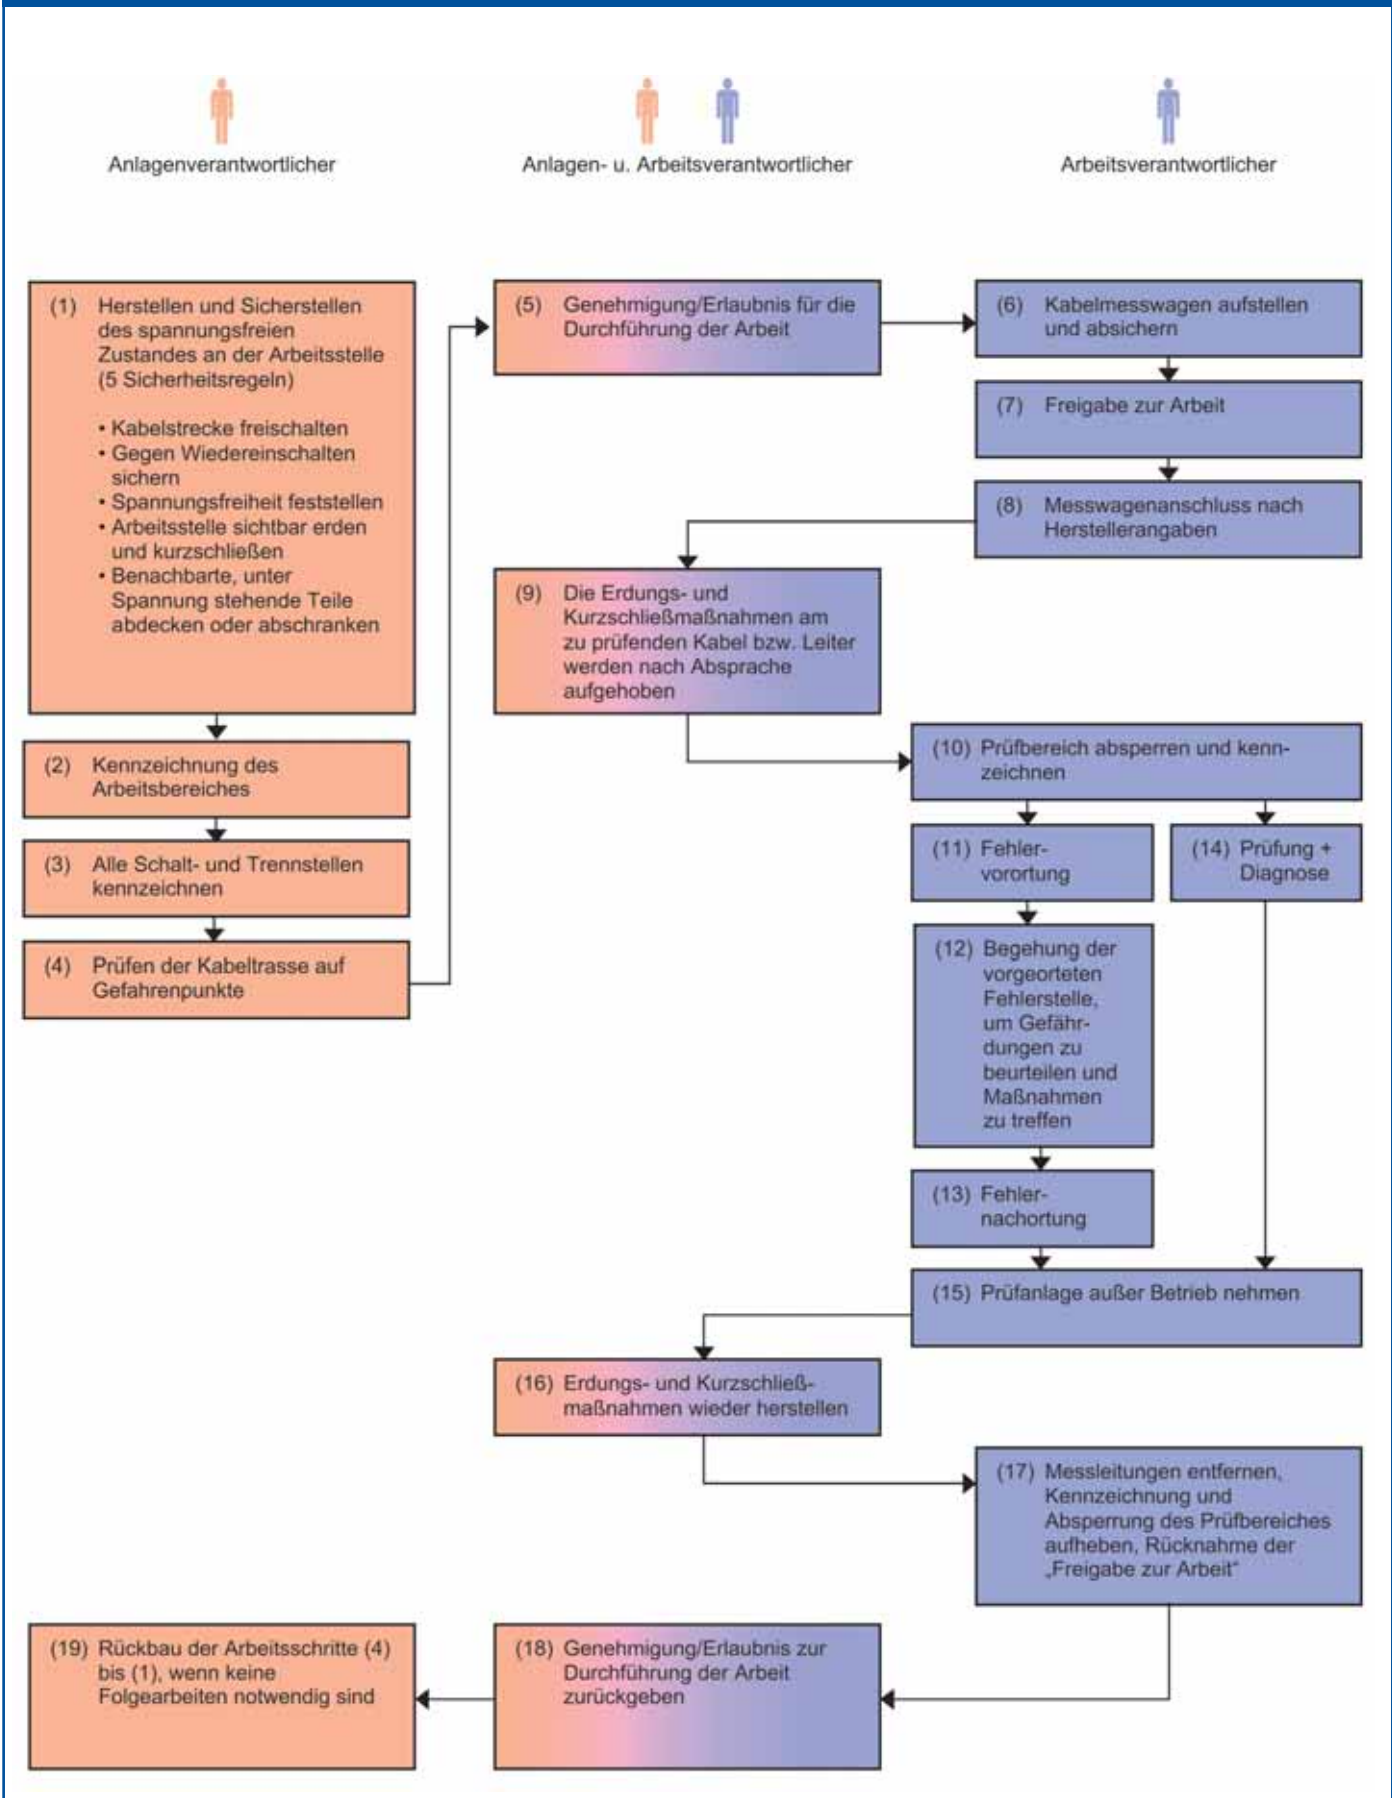 Anlagenverantwortlicher
Anlagen- u. Arbeitsverantwortlicher
Arbeitsverantwortlicher
(1) Herstellen und Sicherstellen
des spannungsfreien
Zustandes an der Arbeitsstelle
(5 Sicherheitsregeln)
• Kabelstrecke freischalten
• Gegen Wiedereinschalten
sichern
• Spannungsfreiheit feststellen
• Arbeitsstelle sichtbar erden
und kurzschließen
• Benachbarte, unter
Spannung stehende Teile
abdecken oder abschranken
(2) Kennzeichnung des
Arbeitsbereiches
(3) Alle Schalt- und Trennstellen
kennzeichnen
(4) Prüfen der Kabeltrasse auf
Gefahrenpunkte
(5) Genehmigung/Erlaubnis für die
Durchführung der Arbeit
(6) Kabelmesswagen aufstellen
und absichern
(7) Freigabe zur Arbeit
(8) Messwagenanschluss nach
Herstellerangaben
(9) Die Erdungs- und
Kurzschließmaßnahmen am
zu prüfenden Kabel bzw. Leiter
werden nach Absprache
aufgehoben
(10) Prüfbereich absperren und kenn-
zeichnen
(11) Fehler-
vorortung
(12) Begehung der
vorgeorteten
Fehlerstelle,
um Gefähr-
dungen zu
beurteilen und
Maßnahmen
zu treffen
(13) Fehler-
nachortung
(14) Prüfung +
Diagnose
(15) Prüfanlage außer Betrieb nehmen
(16) Erdungs- und Kurzschließ-
maßnahmen wieder herstellen
(17) Messleitungen entfernen,
Kennzeichnung und
Absperrung des Prüfbereiches
aufheben, Rücknahme der
„Freigabe zur Arbeit“
(18) Genehmigung/Erlaubnis zur
Durchführung der Arbeit
zurückgeben
(19) Rückbau der Arbeitsschritte (4)
bis (1), wenn keine
Folgearbeiten notwendig sind